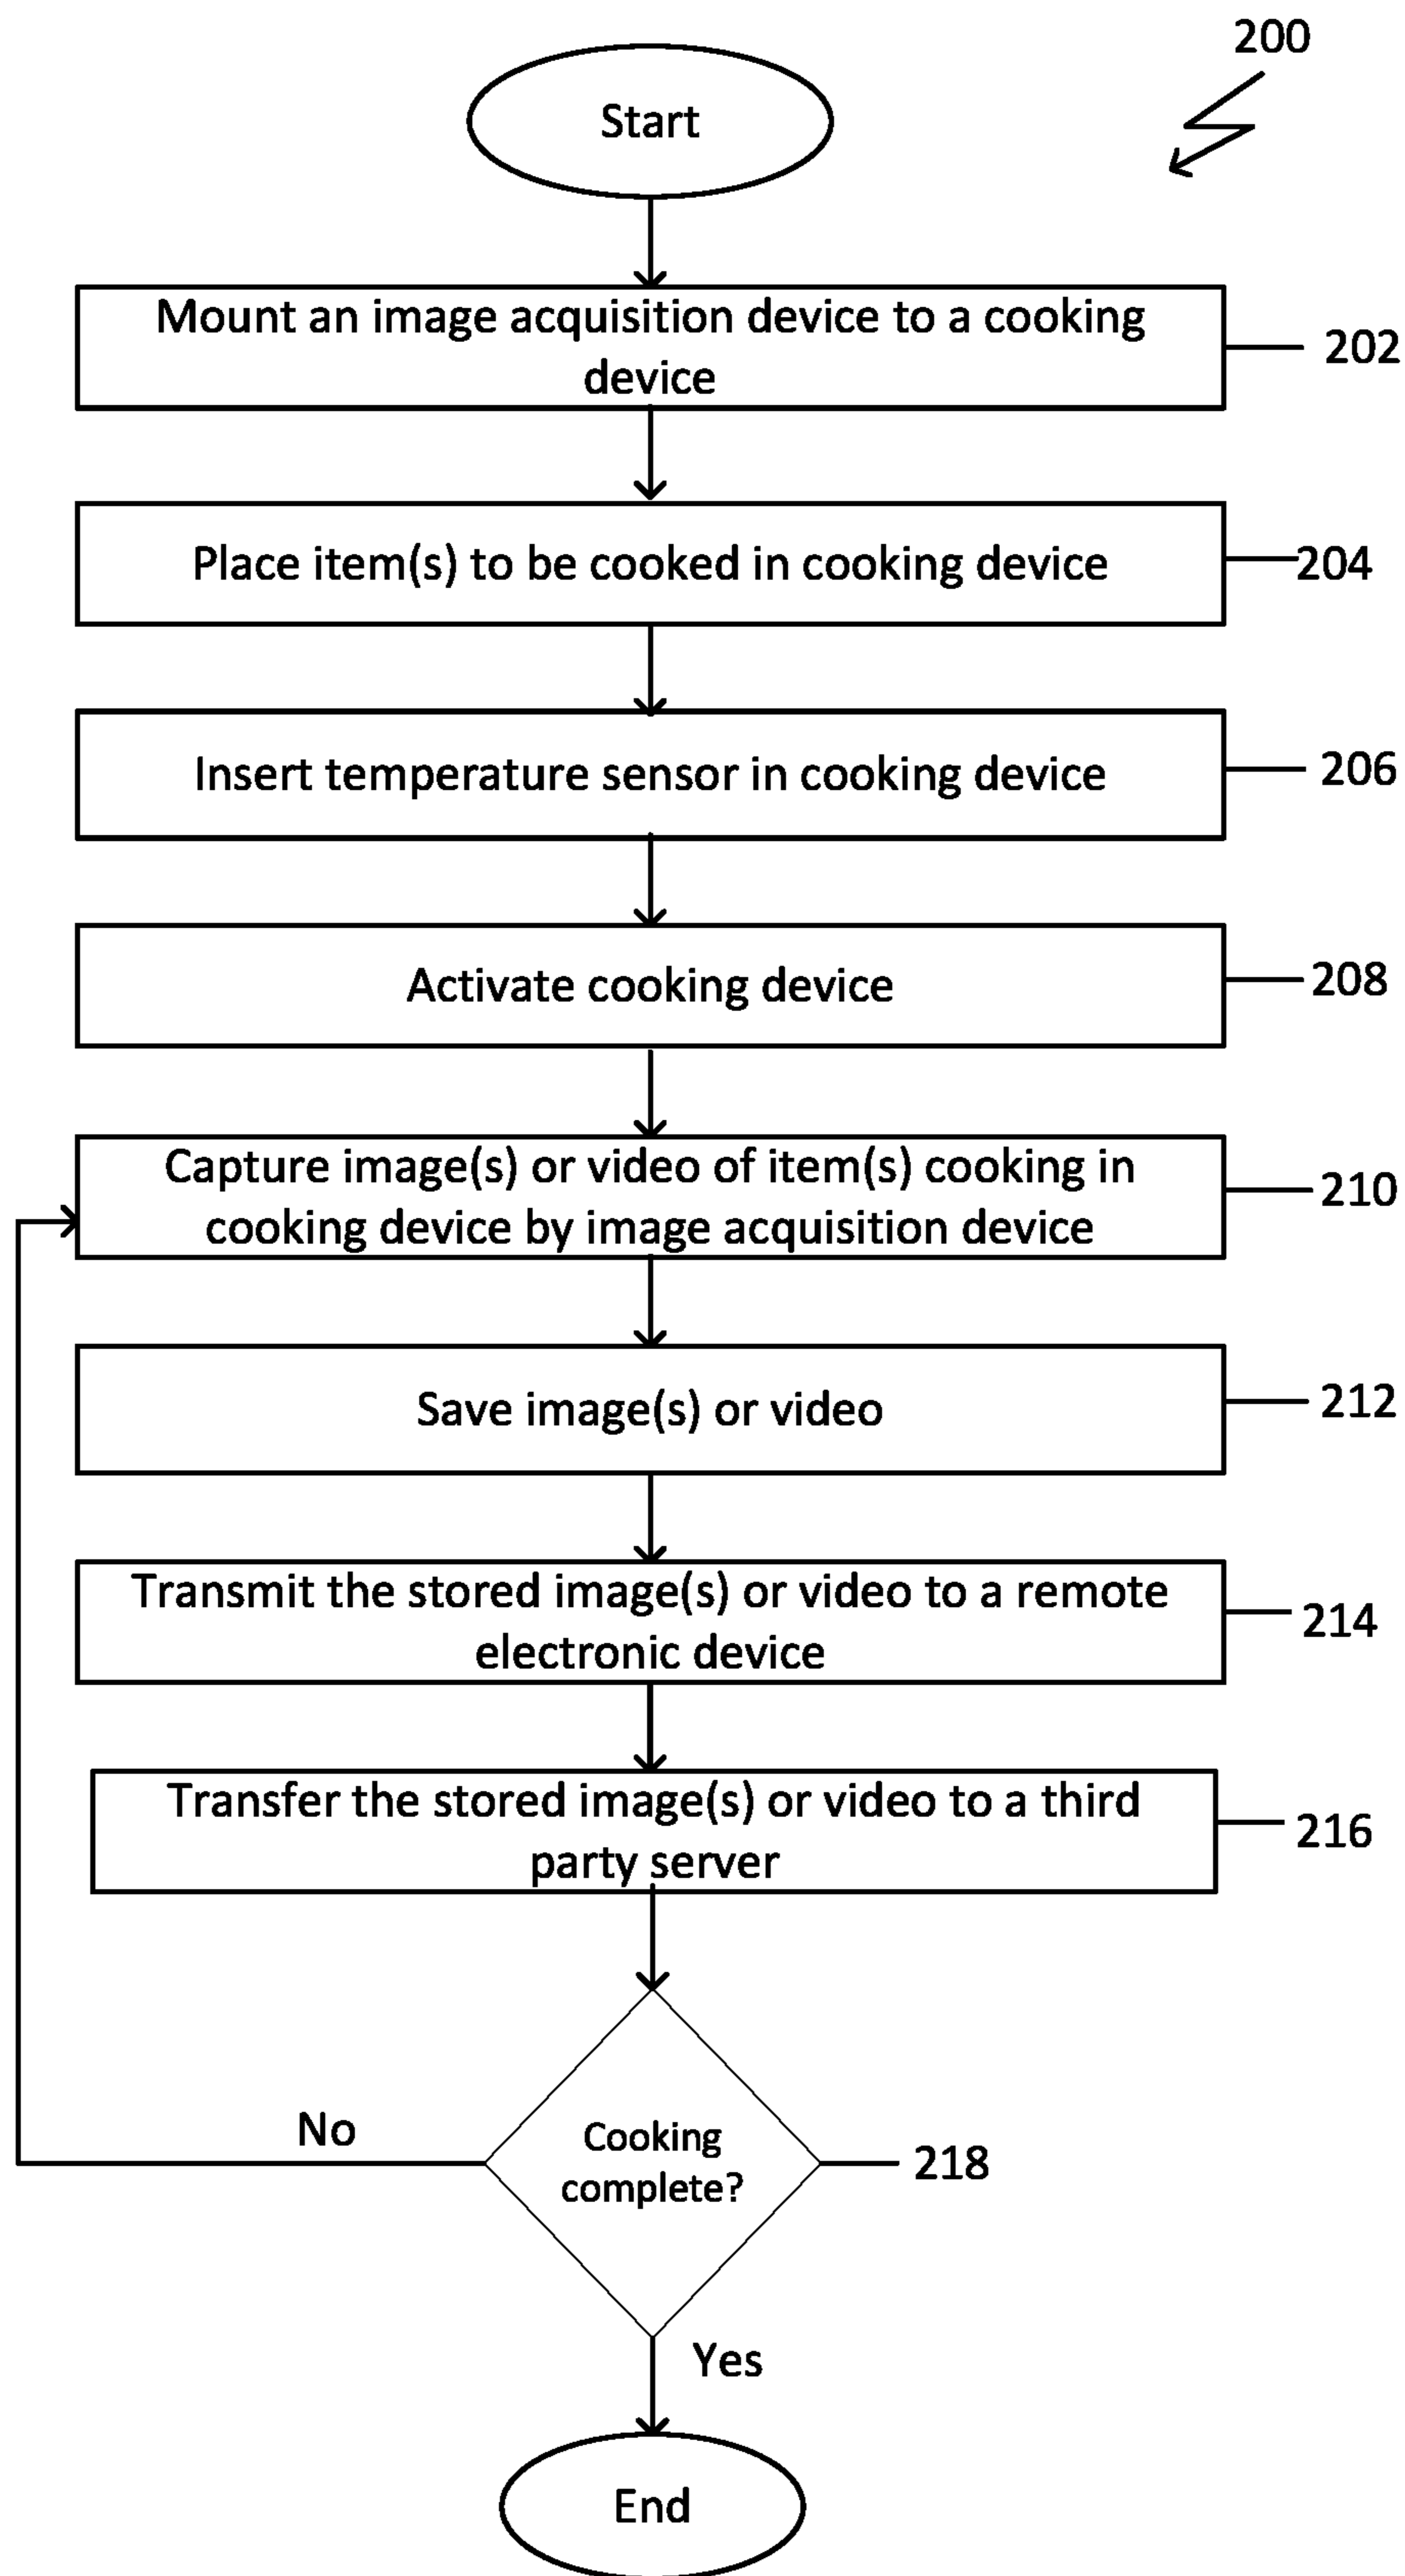 200
Start
Mount an image acquisition device to a cooking
device
202
Place item(s) to be cooked in cooking device
204
Insert temperature sensor in cooking device
206
Activate cooking device
208
Capture image(s) or video of item(s) cooking in
cooking device by image acquisition device
210
Save image(s) or video
212
Transmit the stored image(s) or video to a remote
electronic device
214
Transfer the stored image(s) or video to a third
party server
216
No
Cooking
complete?
218
Yes
End